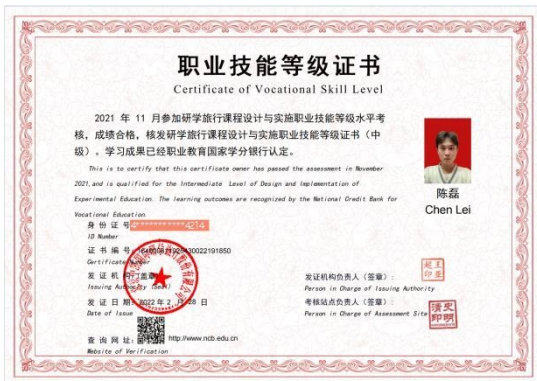 职业技能等级证书
Certificate of Vocational Skill Level
2021 年 11 月参加研学旅行课程设计与实施职业技能等级水平考
核，成绩合格，核发研学旅行课程设计与实施职业技能等级证书（中
级）。学习成果已经职业教育国家学分银行认定。
This is to certify that this certificate owner has passed the assessment in November
2021, and is qualified for the Intermediate Level of Design and Implementation of
Experimental Education. The learning outcomes are recognized by the National Credit Bank for
Vocational Education
陈磊
Chen Lei
身 份 证 号
4************4214
ID Number
证 书 编 号
Certificate Number
发 证 机 构（盖章）
Issuing Authority (Seal)
发 证 日 期：2022 年 2 月 28 日
Date of Issue
查 询 网 址： http://www.ncb.edu.cn
Website of Verification
发证机构负责人（签章）：
Person in Charge of Issuing Authority
考核站点负责人（签章）：
Person in Charge of Assessment Site